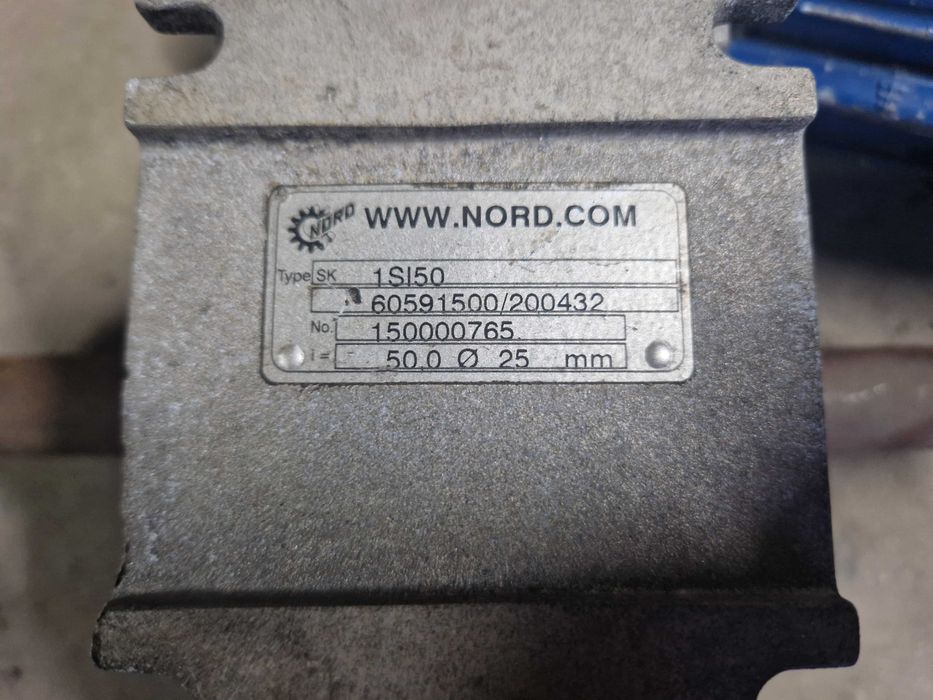 NORD WWW.NORD.COM
Type SK 1SI50
60591500/200432
No. 150000765
i = 50,0 Ø 25 mm